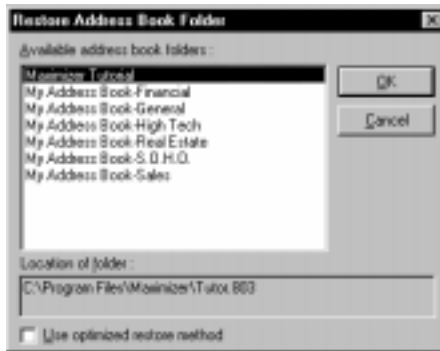 Restore Address Book Folder
Available address book folders :
Maximizer Tutorial
My Address Book-Financial
My Address Book-General
My Address Book-High Tech
My Address Book-Real Estate
My Address Book-S.O.H.O.
My Address Book-Sales
OK
Cancel
Location of folder :
C:\Program Files\Maximizer\Tutor.803
Use optimized restore method